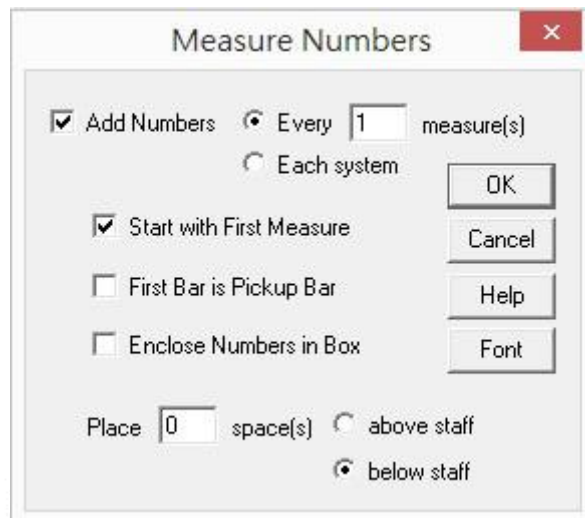 Measure Numbers
Add Numbers Every 1 measure(s)
Each system
OK
Start with First Measure
Cancel
First Bar is Pickup Bar
Help
Enclose Numbers in Box
Font
Place 0 space(s) above staff
below staff